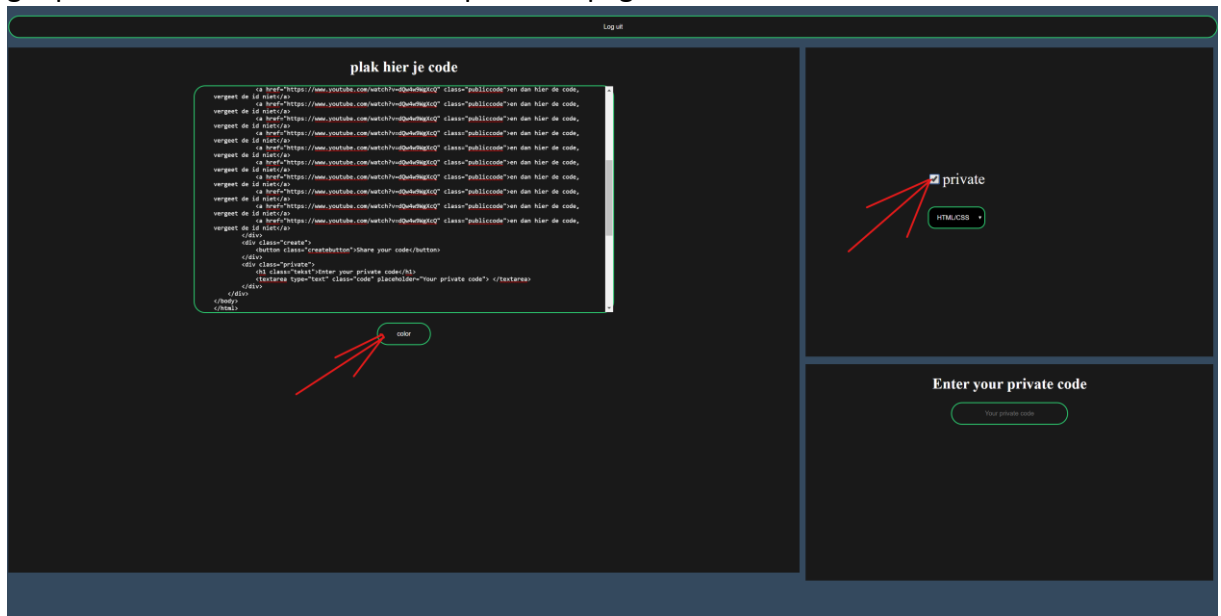 Log uit
plak hier je code
<a href="https://www.youtube.com/watch?v=dQw4w9WgXcQ" class="publiccode">en dan hier de code,
vergeet de id niet</a>
<a href="https://www.youtube.com/watch?v=dQw4w9WgXcQ" class="publiccode">en dan hier de code,
vergeet de id niet</a>
<a href="https://www.youtube.com/watch?v=dQw4w9WgXcQ" class="publiccode">en dan hier de code,
vergeet de id niet</a>
<a href="https://www.youtube.com/watch?v=dQw4w9WgXcQ" class="publiccode">en dan hier de code,
vergeet de id niet</a>
<a href="https://www.youtube.com/watch?v=dQw4w9WgXcQ" class="publiccode">en dan hier de code,
vergeet de id niet</a>
<a href="https://www.youtube.com/watch?v=dQw4w9WgXcQ" class="publiccode">en dan hier de code,
vergeet de id niet</a>
<a href="https://www.youtube.com/watch?v=dQw4w9WgXcQ" class="publiccode">en dan hier de code,
vergeet de id niet</a>
<a href="https://www.youtube.com/watch?v=dQw4w9WgXcQ" class="publiccode">en dan hier de code,
vergeet de id niet</a>
<a href="https://www.youtube.com/watch?v=dQw4w9WgXcQ" class="publiccode">en dan hier de code,
vergeet de id niet</a>
<a href="https://www.youtube.com/watch?v=dQw4w9WgXcQ" class="publiccode">en dan hier de code,
vergeet de id niet</a>
</div>
<div class="create">
<button class="createbutton">Share your code</button>
</div>
<div class="private">
<h1 class="tekst">Enter your private code</h1>
<textarea type="text" class="code" placeholder="Your private code"> </textarea>
</div>
</div>
</body>
</html>
color
private
HTML/CSS
Enter your private code
Your private code